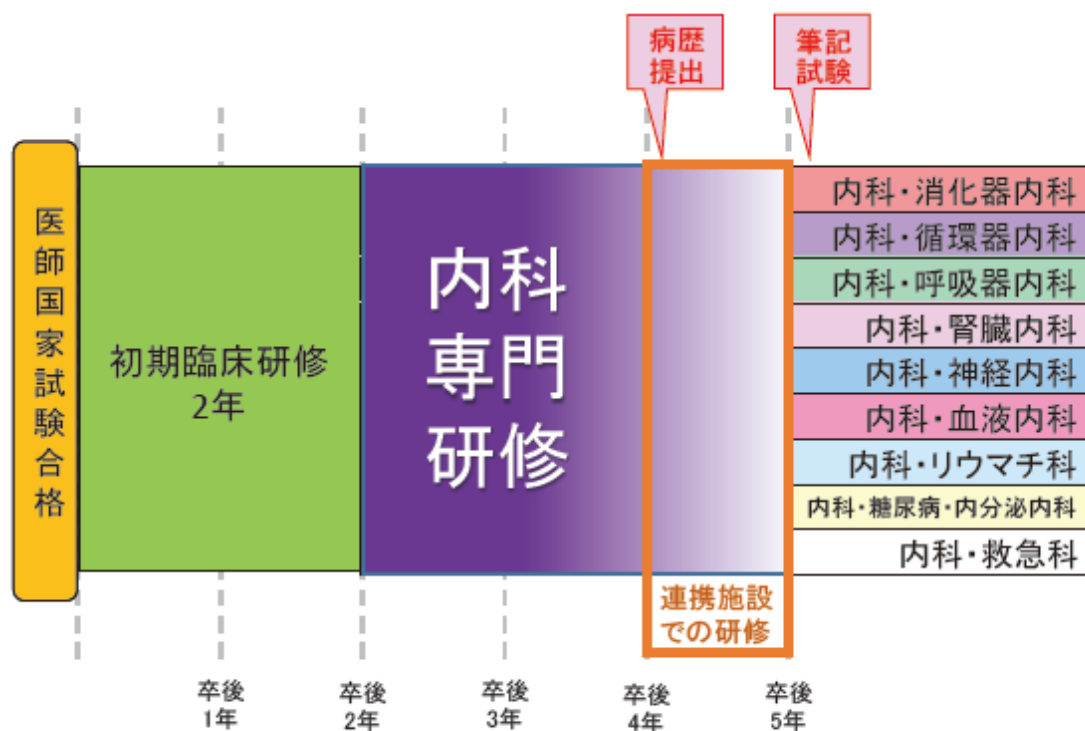 病歴
提出
筆記
試験
医師国家試験合格
初期臨床研修
2年
内科
専門
研修
内科・消化器内科
内科・循環器内科
内科・呼吸器内科
内科・腎臓内科
内科・神経内科
内科・血液内科
内科・リウマチ科
内科・糖尿病・内分泌内科
内科・救急科
連携施設
での研修
卒後
1年
卒後
2年
卒後
3年
卒後
4年
卒後
5年